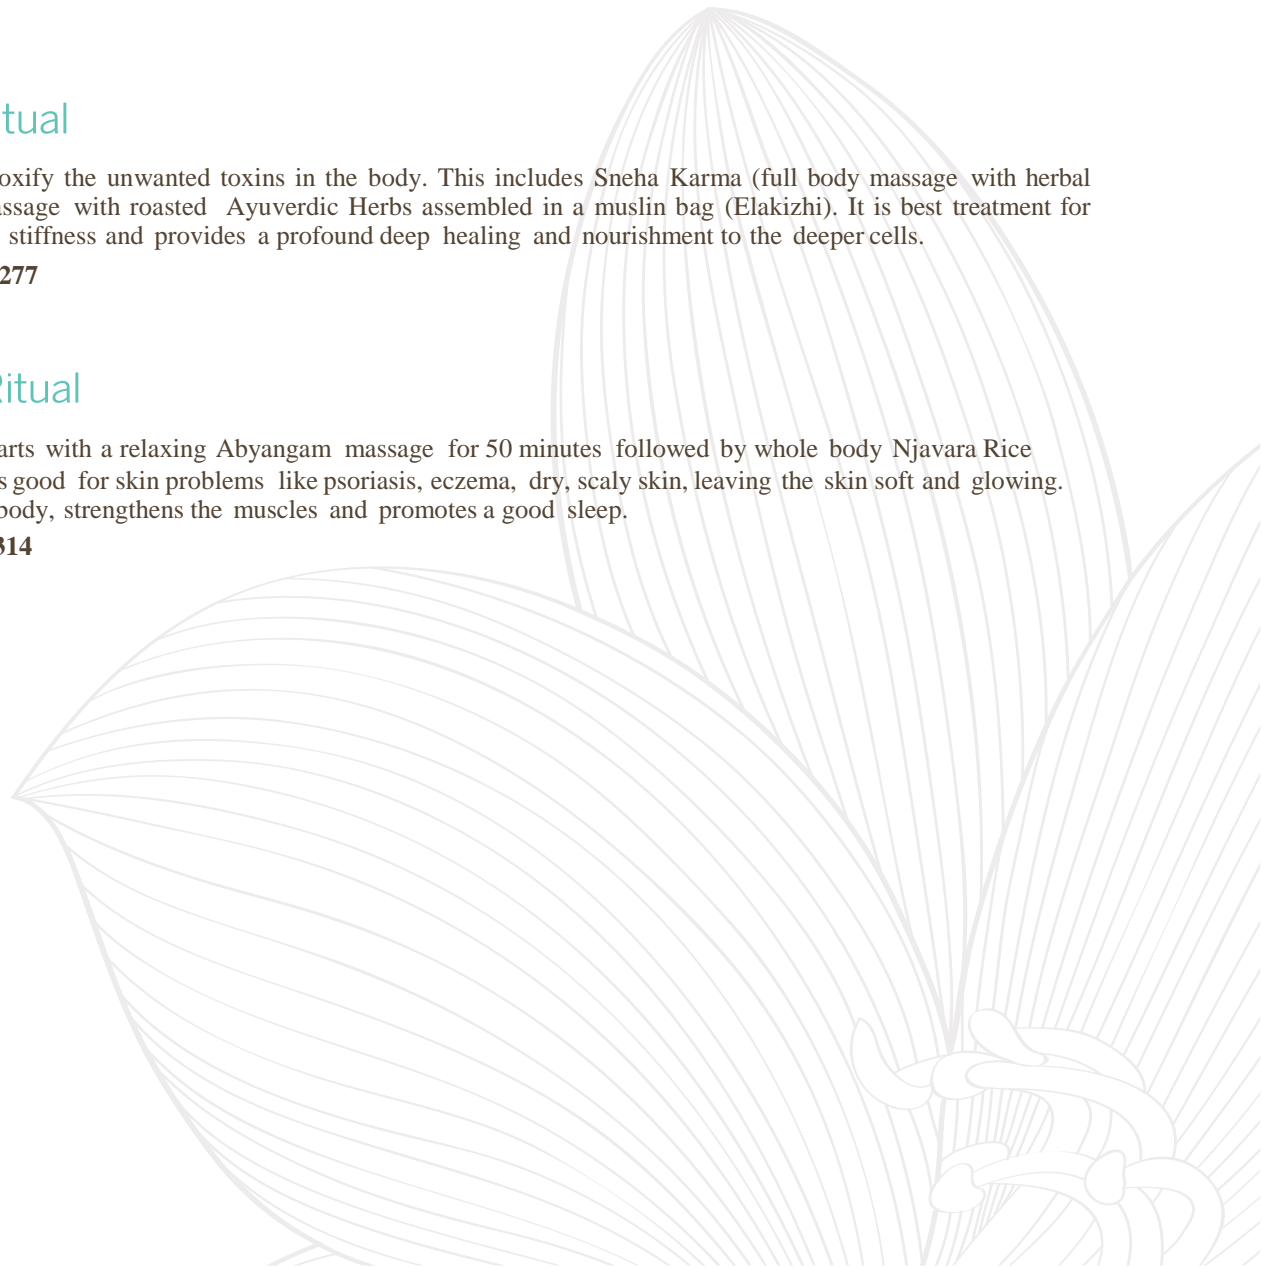 tual
oxify the unwanted toxins in the body. This includes Sneha Karma (full body massage with herbal
assage with roasted Ayuverdic Herbs assembled in a muslin bag (Elakizhi). It is best treatment for
stiffness and provides a profound deep healing and nourishment to the deeper cells.
277
Ritual
arts with a relaxing Abyangam massage for 50 minutes followed by whole body Njavara Rice
s good for skin problems like psoriasis, eczema, dry, scaly skin, leaving the skin soft and glowing.
body, strengthens the muscles and promotes a good sleep.
314